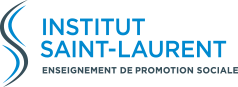 INSTITUT
SAINT-LAURENT
ENSEIGNEMENT DE PROMOTION SOCIALE